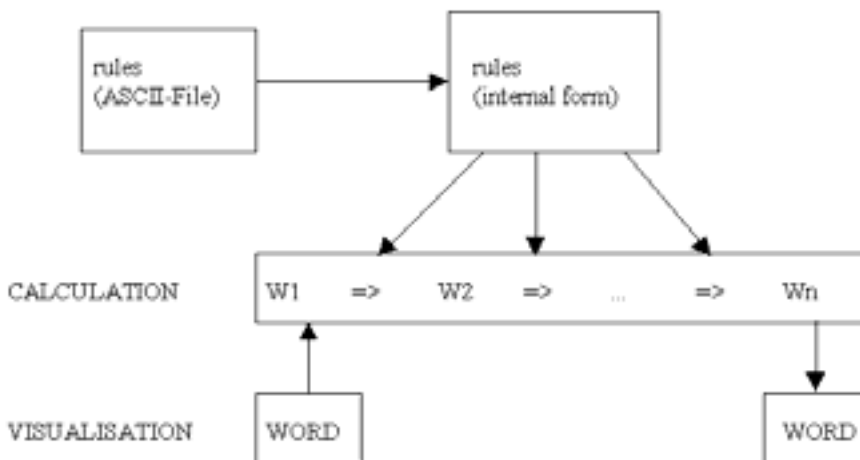 rules
(ASCII-File)
rules
(internal form)
CALCULATION W1 => W2 => ... => Wn
VISUALISATION WORD WORD